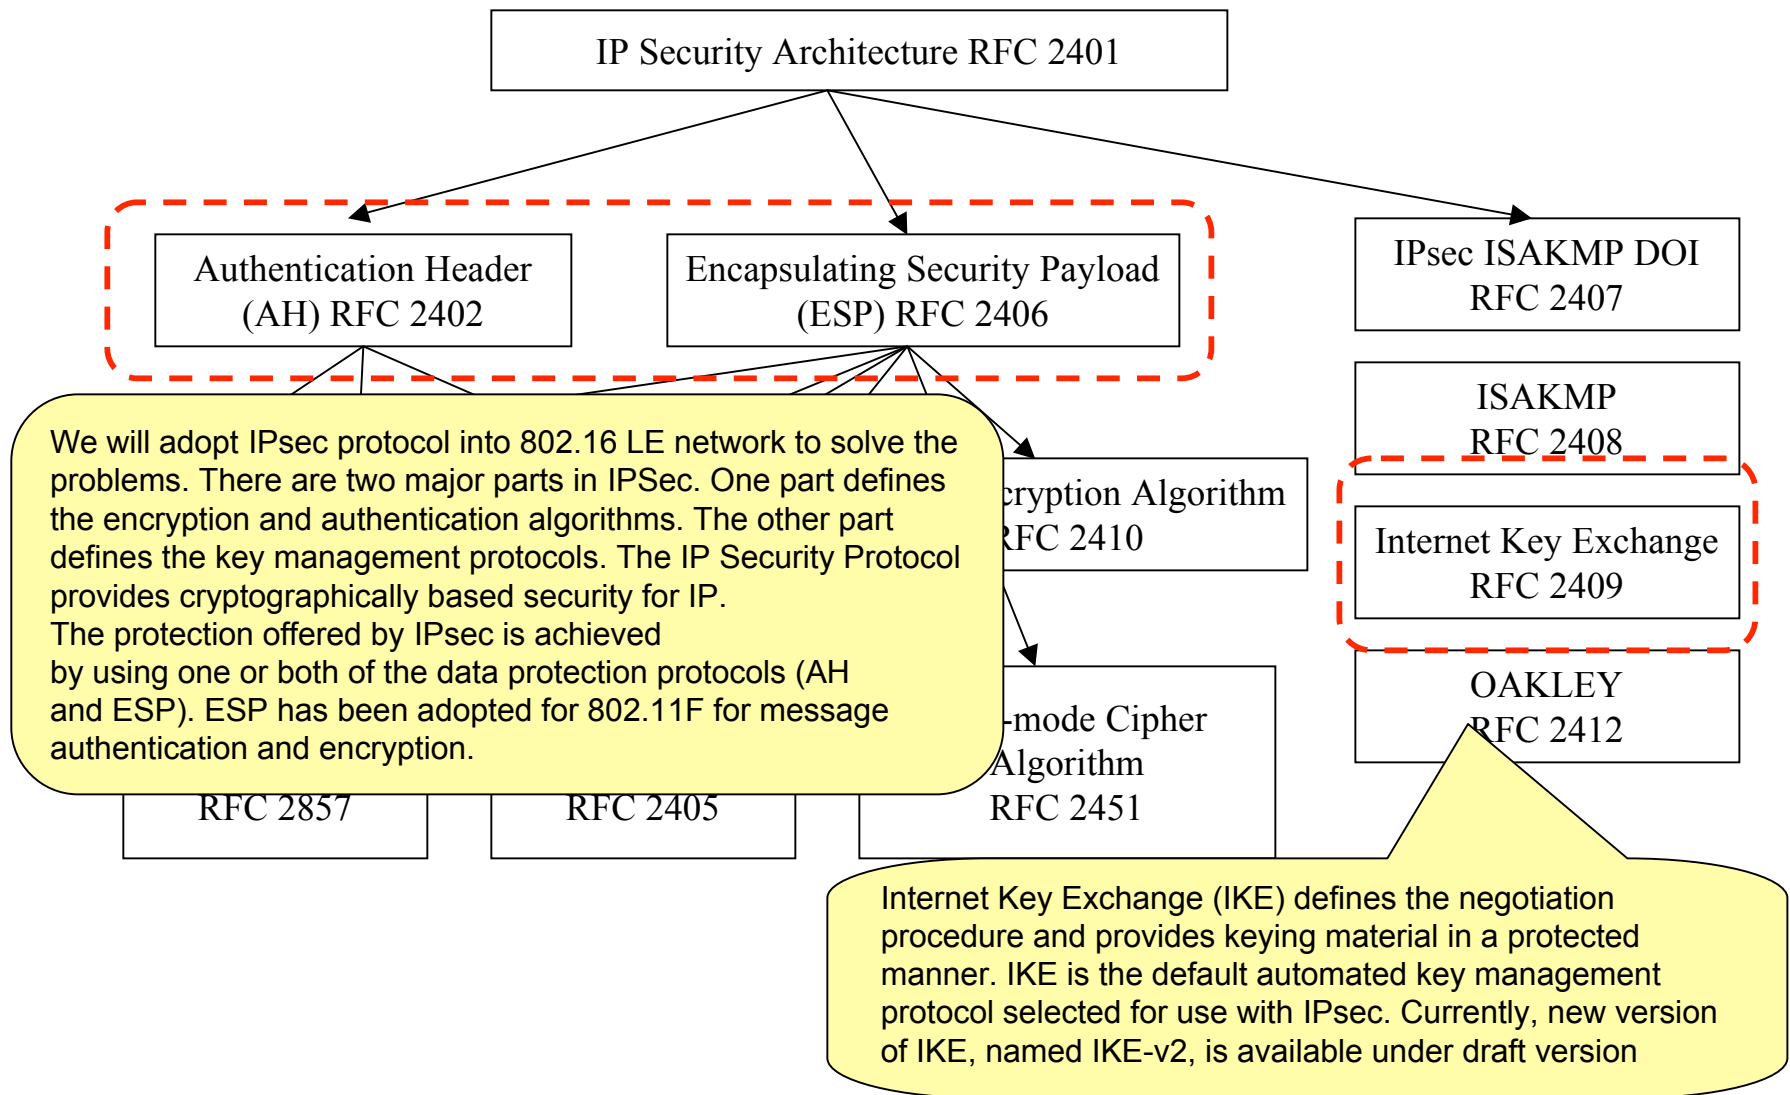 IP Security Architecture RFC 2401
Authentication Header
(AH) RFC 2402
Encapsulating Security Payload
(ESP) RFC 2406
IPsec ISAKMP DOI
RFC 2407
ISAKMP
RFC 2408
We will adopt IPsec protocol into 802.16 LE network to solve the
problems. There are two major parts in IPSec. One part defines
the encryption and authentication algorithms. The other part
defines the key management protocols. The IP Security Protocol
provides cryptographically based security for IP.
The protection offered by IPsec is achieved
by using one or both of the data protection protocols (AH
and ESP). ESP has been adopted for 802.11F for message
authentication and encryption.
cryption Algorithm
RFC 2410
Internet Key Exchange
RFC 2409
OAKLEY
RFC 2412
-mode Cipher
Algorithm
RFC 2451
RFC 2857
RFC 2405
Internet Key Exchange (IKE) defines the negotiation
procedure and provides keying material in a protected
manner. IKE is the default automated key management
protocol selected for use with IPsec. Currently, new version
of IKE, named IKE-v2, is available under draft version